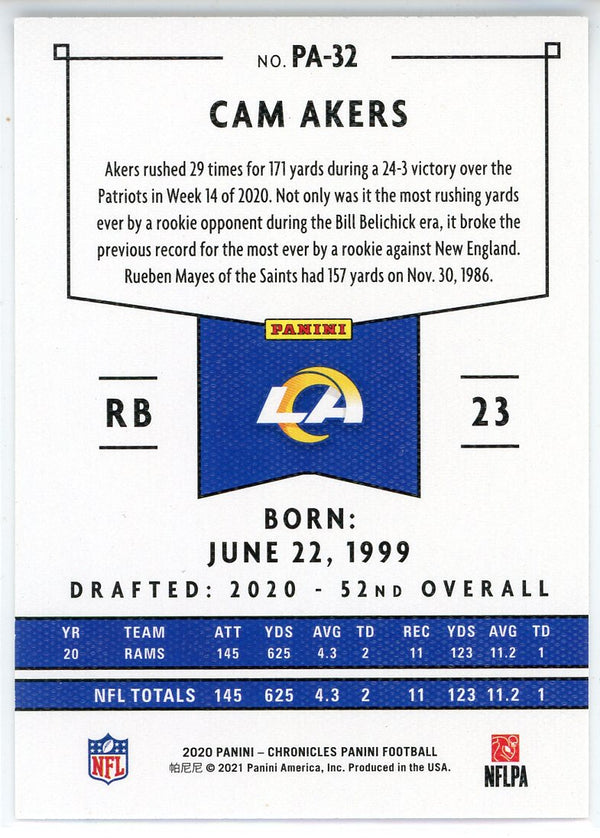 NO. PA-32
CAM AKERS
Akers rushed 29 times for 171 yards during a 24-3 victory over the
Patriots in Week 14 of 2020. Not only was it the most rushing yards
ever by a rookie opponent during the Bill Belichick era, it broke the
previous record for the most ever by a rookie against New England.
Rueben Mayes of the Saints had 157 yards on Nov. 30, 1986.
PANINI
LA
RB
23
BORN:
JUNE 22, 1999
DRAFTED: 2020 - 52ND OVERALL
YR TEAM ATT YDS AVG TD REC YDS AVG TD
20 RAMS 145 625 4.3 2 11 123 11.2 1
NFL TOTALS 145 625 4.3 2 11 123 11.2 1
NFL
2020 PANINI – CHRONICLES PANINI FOOTBALL
帕尼尼 © 2021 Panini America, Inc. Produced in the USA.
NFLPA